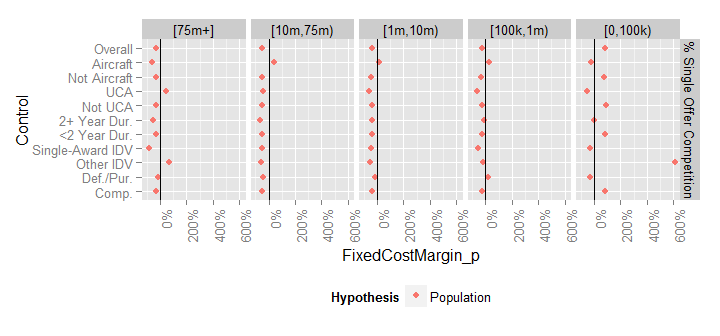 [75m+] [10m,75m) [1m,10m) [100k,1m) [0,100k)
Control
Overall
Aircraft
Not Aircraft
UCA
Not UCA
2+ Year Dur.
<2 Year Dur.
Single-Award IDV
Other IDV
Def./Pur.
Comp.
% Single Offer Competition
0% 200% 400% 600% 0% 200% 400% 600% 0% 200% 400% 600% 0% 200% 400% 600% 0% 200% 400% 600%
FixedCostMargin_p
Hypothesis Population